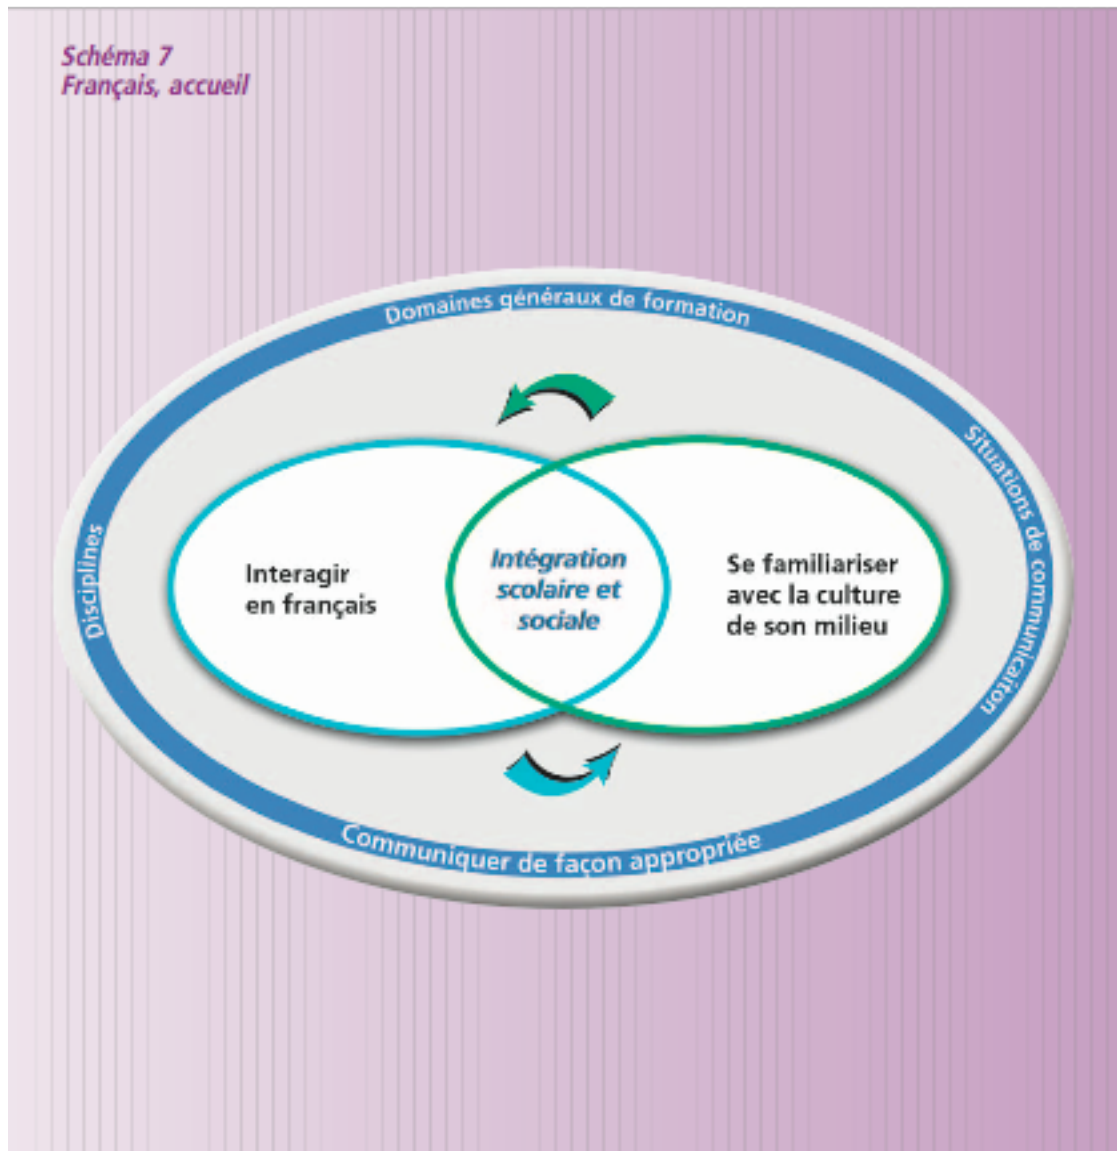 Schéma 7
Français, accueil
Domaines généraux de formation
Situations de communicaiton
Disciplines
Interagir
en français
Intégration
scolaire et
sociale
Se familiariser
avec la culture
de son milieu
Communiquer de façon appropriée